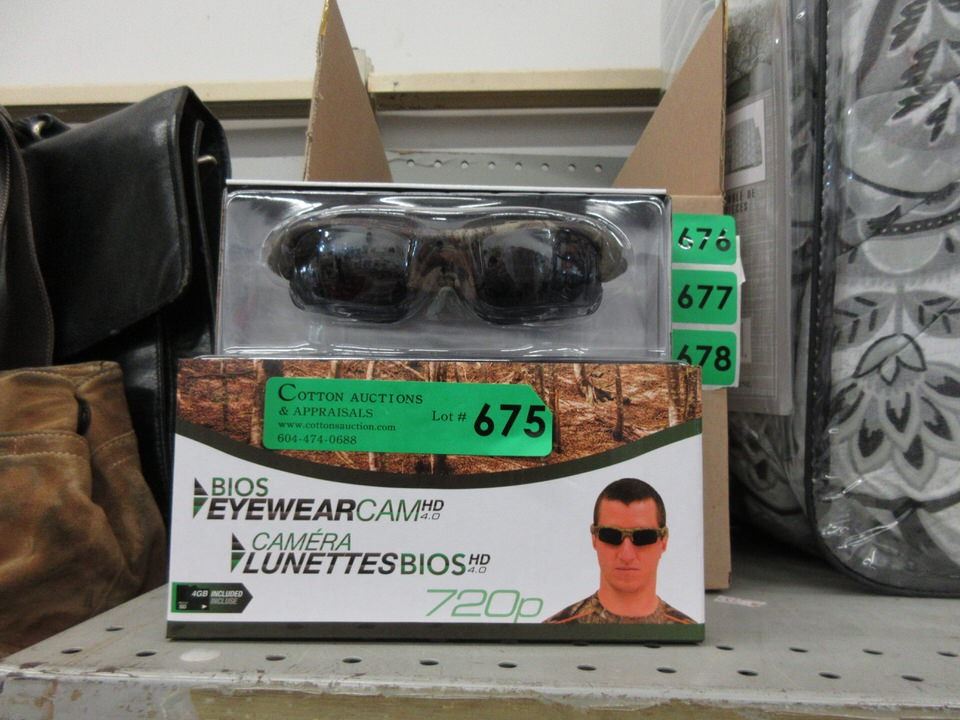 676
677
678
COTTON AUCTIONS
& APPRAISALS
www.cottonsauction.com
604-474-0688
Lot # 675
BIOS
EYEWEARCAM HD 4.0
CAMÉRA
LUNETTESBIOS HD 4.0
4GB INCLUDED
INCLUSE
720p